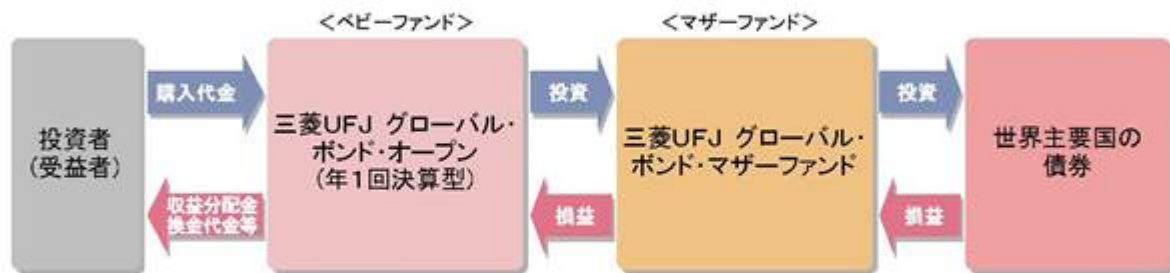 <ベビーファンド>
<マザーファンド>
投資者
(受益者)
購入代金
収益分配金
換金代金等
三菱UFJ グローバル・
ボンド・オープン
(年1回決算型)
投資
損益
三菱UFJ グローバル・
ボンド・マザーファンド
投資
損益
世界主要国の
債券